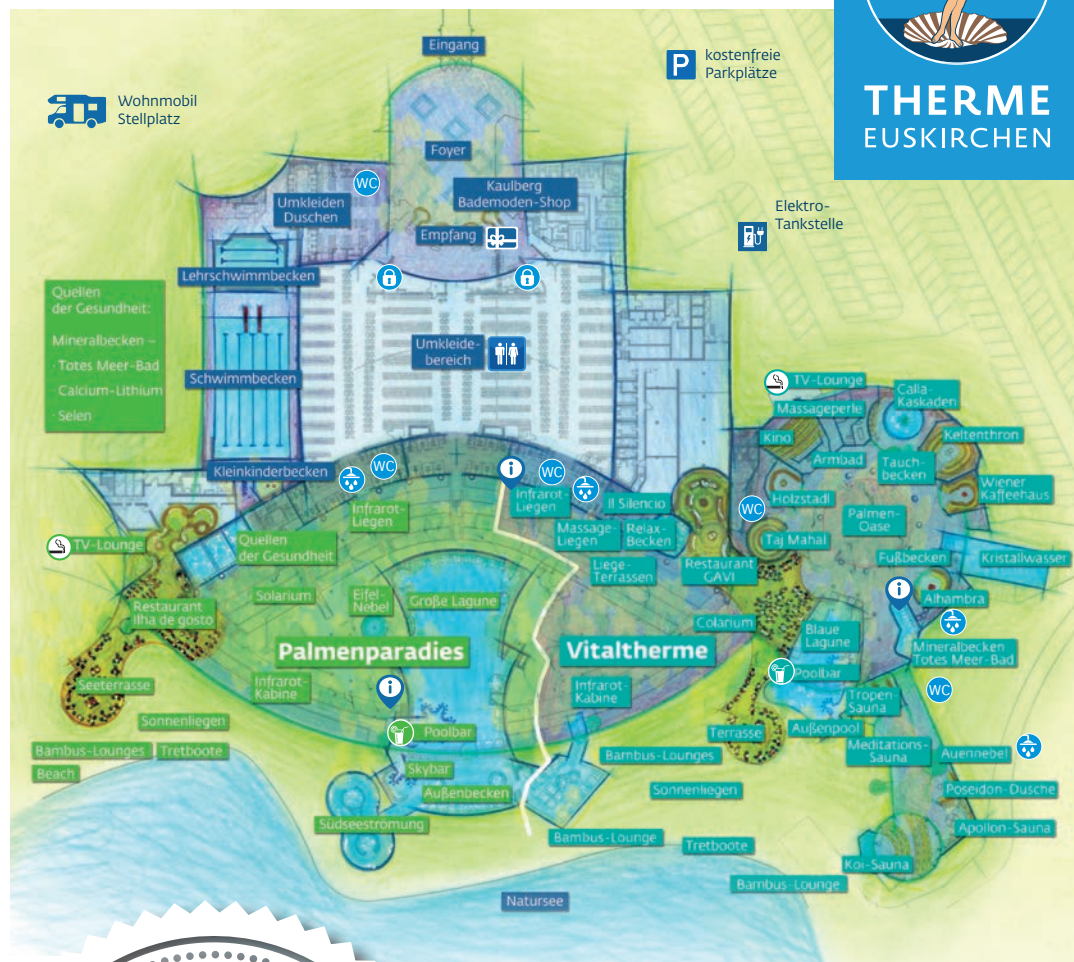 Eingang
P
kostenfreie
Parkplätze
Wohnmobil
Stellplatz
THERME
EUSKIRCHEN
Foyer
WC
Umkleiden
Duschen
Kaulberg
Bademoden-Shop
Empfang
Elektro-
Tankstelle
Lehrschwimmbecken
Quellen
der Gesundheit:
Mineralbecken –
· Totes Meer-Bad
· Calcium-Lithium
· Selen
Umkleide-
bereich
Schwimmbecken
Kleinkinderbecken
WC
i
WC
TV-Lounge
Massageperle
Calla-
Kaskaden
Kino
Keltenthron
Armbad
Tauch-
becken
Wiener
Kaffeehaus
Holzstadl
WC
Palmen-
Oase
Taj Mahal
Fußbecken
Kristallwasser
Infrarot-
Liegen
Infrarot-
Liegen
Il Silencio
Massage-
Liegen
Relax-
Becken
TV-Lounge
Quellen
der Gesundheit
Liege-
Terrassen
Restaurant
GAVI
Solarium
Eifel-
Nebel
Große Lagune
i
Alhambra
Restaurant
Ilha de gosto
Colarium
Blaue
Lagune
Mineralbecken
Totes Meer-Bad
Palmenparadies
Vitaltherme
Poolbar
WC
Seeterrasse
Infrarot-
Kabine
i
Infrarot-
Kabine
Tropen-
Sauna
Sonnenliegen
Poolbar
Terrasse
Außenpool
Bambus-Lounges
Tretboote
Beach
Skybar
Außenbecken
Bambus-Lounges
Meditations-
Sauna
Auennebel
Sonnenliegen
Poseidon-Dusche
Südseeströmung
Bambus-Lounge
Tretboote
Apollon-Sauna
Koi-Sauna
Bambus-Lounge
Natursee